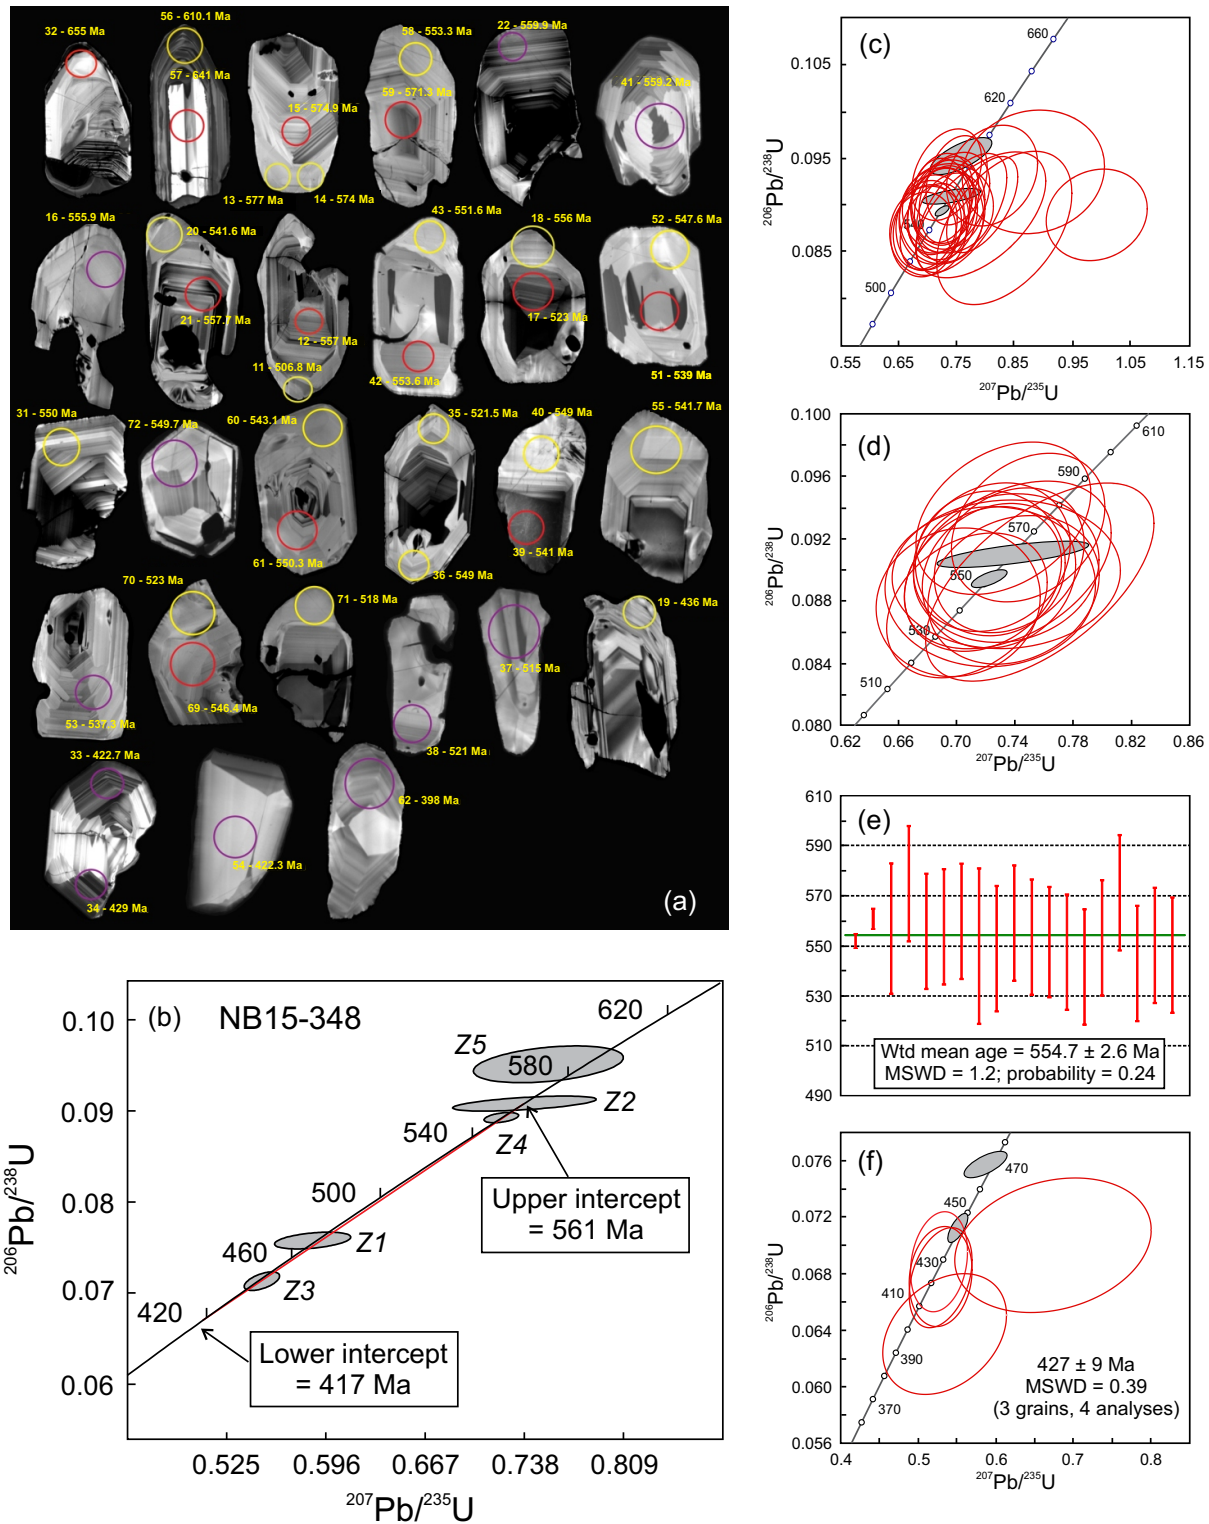 32 - 655 Ma
56 - 610.1 Ma
57 - 641 Ma
15 - 574.9 Ma
13 - 577 Ma
14 - 574 Ma
58 - 553.3 Ma
59 - 571.3 Ma
22 - 559.9 Ma
41 - 559.2 Ma
16 - 555.9 Ma
20 - 541.6 Ma
21 - 557.7 Ma
12 - 557 Ma
11 - 506.8 Ma
43 - 551.6 Ma
42 - 553.6 Ma
18 - 556 Ma
17 - 523 Ma
52 - 547.6 Ma
51 - 539 Ma
31 - 550 Ma
72 - 549.7 Ma
60 - 543.1 Ma
61 - 550.3 Ma
35 - 521.5 Ma
36 - 549 Ma
40 - 549 Ma
39 - 541 Ma
55 - 541.7 Ma
70 - 523 Ma
53 - 537.3 Ma
69 - 546.4 Ma
71 - 518 Ma
38 - 521 Ma
37 - 515 Ma
19 - 436 Ma
33 - 422.7 Ma
34 - 429 Ma
54 - 422.3 Ma
62 - 398 Ma
(a)
(b) NB15-348
0.10
0.09
0.08
0.07
0.06
206Pb/238U
620
580
540
500
460
420
Z5
Z2
Z4
Z1
Z3
Upper intercept
= 561 Ma
Lower intercept
= 417 Ma
0.525 0.596 0.667 0.738 0.809
207Pb/235U
(c)
660
620
500
0.105
0.095
0.085
206Pb/238U
0.55 0.65 0.75 0.85 0.95 1.05 1.15
207Pb/235U
(d)
0.100
0.096
0.092
0.088
0.084
0.080
206Pb/238U
610
590
570
550
530
510
0.62 0.66 0.70 0.74 0.78 0.82 0.86
207Pb/235U
(e)
610
590
570
550
530
510
490
Wtd mean age = 554.7 ± 2.6 Ma
MSWD = 1.2; probability = 0.24
(f)
0.076
0.072
0.068
0.064
0.060
0.056
206Pb/238U
470
450
430
410
390
370
427 ± 9 Ma
MSWD = 0.39
(3 grains, 4 analyses)
0.4 0.5 0.6 0.7 0.8
207Pb/235U